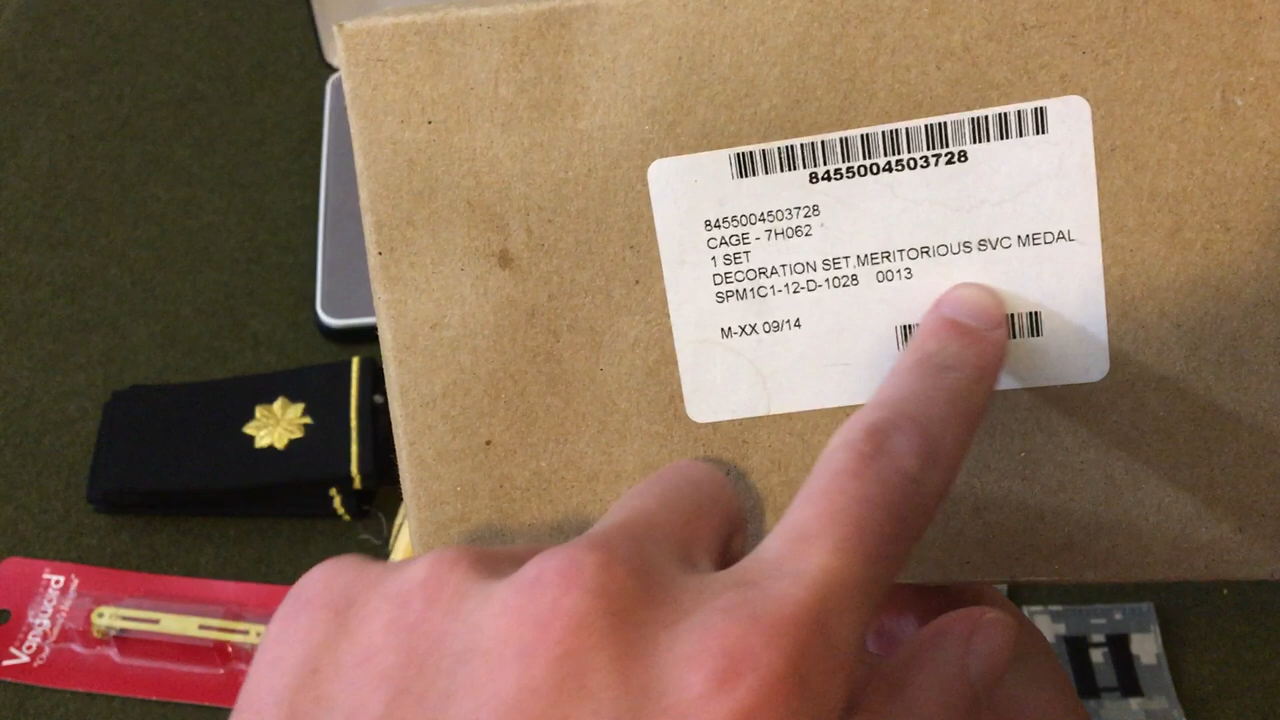 8455004503728
8455004503728
CAGE - 7H062
1 SET
DECORATION SET,MERITORIOUS SVC MEDAL
SPM1C1-12-D-1028 0013
M-XX 09/14
Vanguard